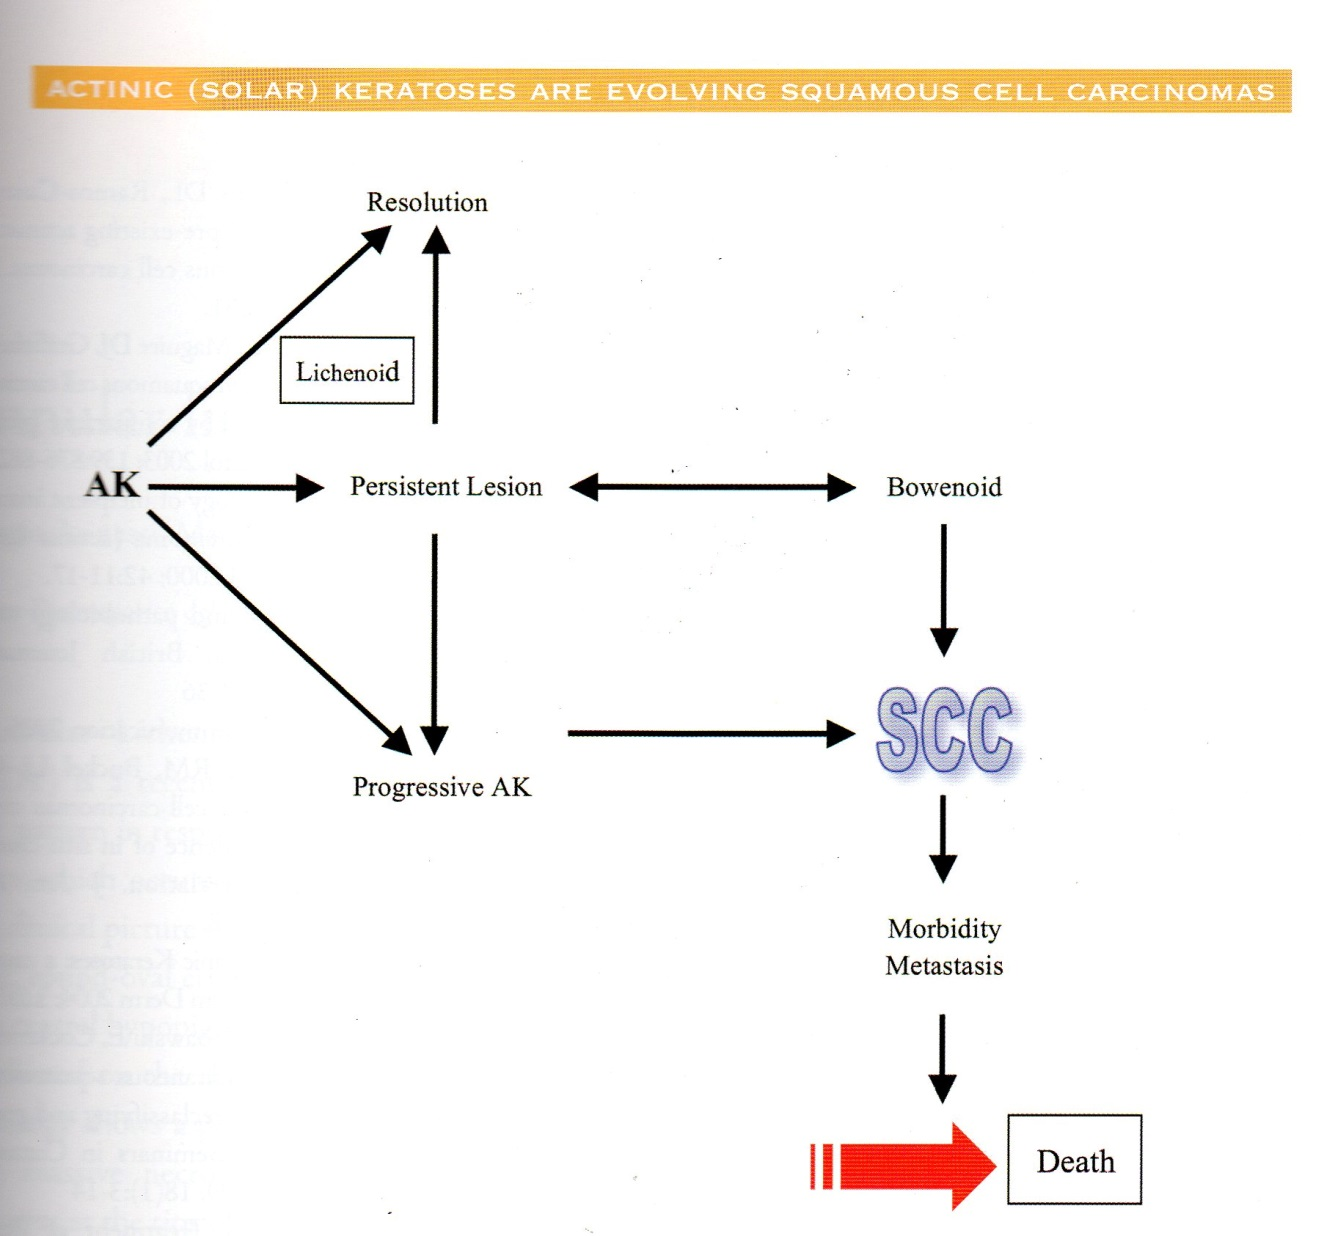 ACTINIC (SOLAR) KERATOSES ARE EVOLVING SQUAMOUS CELL CARCINOMAS
Resolution
Lichenoid
AK
Persistent Lesion
Bowenoid
SCC
Progressive AK
Morbidity
Metastasis
Death